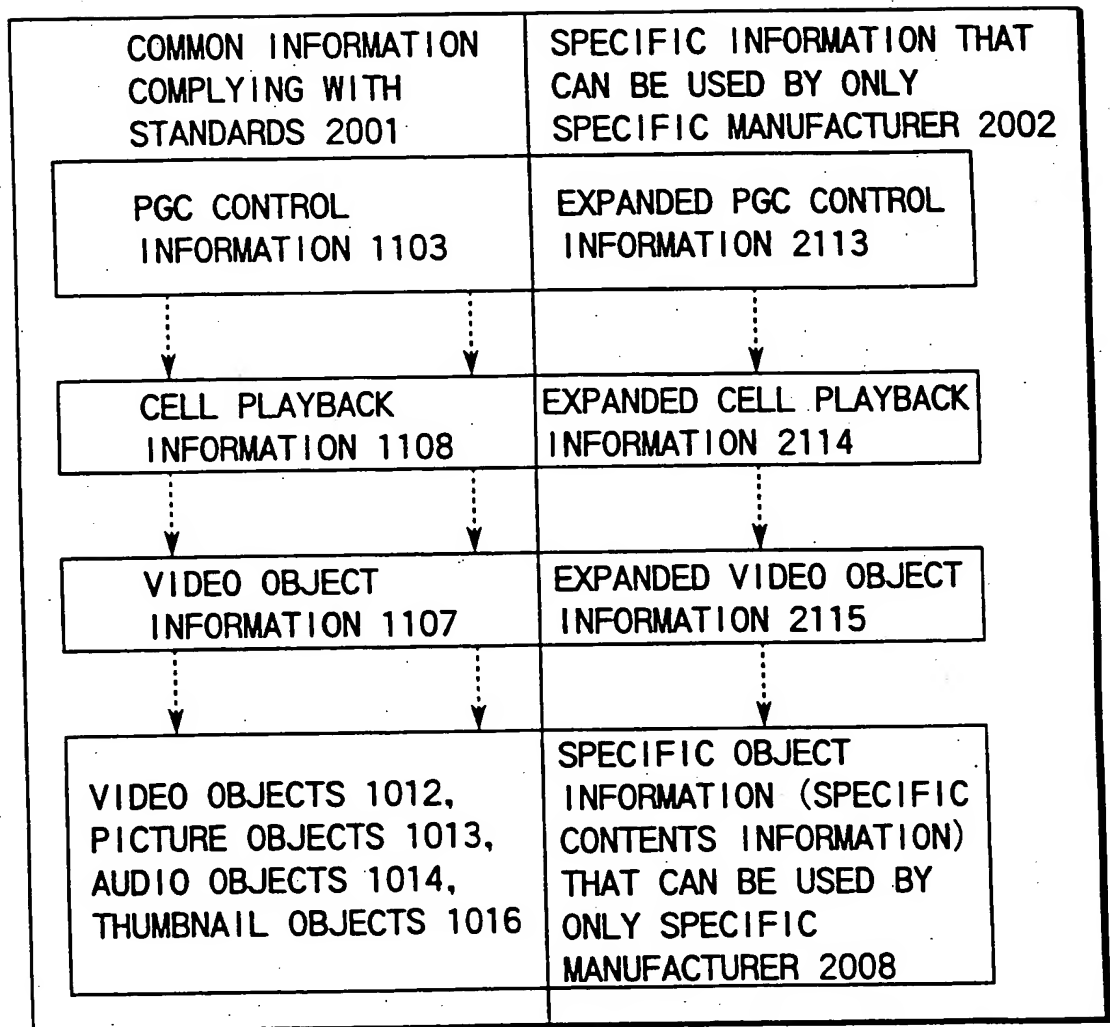 COMMON INFORMATION
COMPLYING WITH
STANDARDS 2001
SPECIFIC INFORMATION THAT
CAN BE USED BY ONLY
SPECIFIC MANUFACTURER 2002
PGC CONTROL
INFORMATION 1103
EXPANDED PGC CONTROL
INFORMATION 2113
CELL PLAYBACK
INFORMATION 1108
EXPANDED CELL PLAYBACK
INFORMATION 2114
VIDEO OBJECT
INFORMATION 1107
EXPANDED VIDEO OBJECT
INFORMATION 2115
VIDEO OBJECTS 1012,
PICTURE OBJECTS 1013,
AUDIO OBJECTS 1014,
THUMBNAIL OBJECTS 1016
SPECIFIC OBJECT
INFORMATION (SPECIFIC
CONTENTS INFORMATION)
THAT CAN BE USED BY
ONLY SPECIFIC
MANUFACTURER 2008